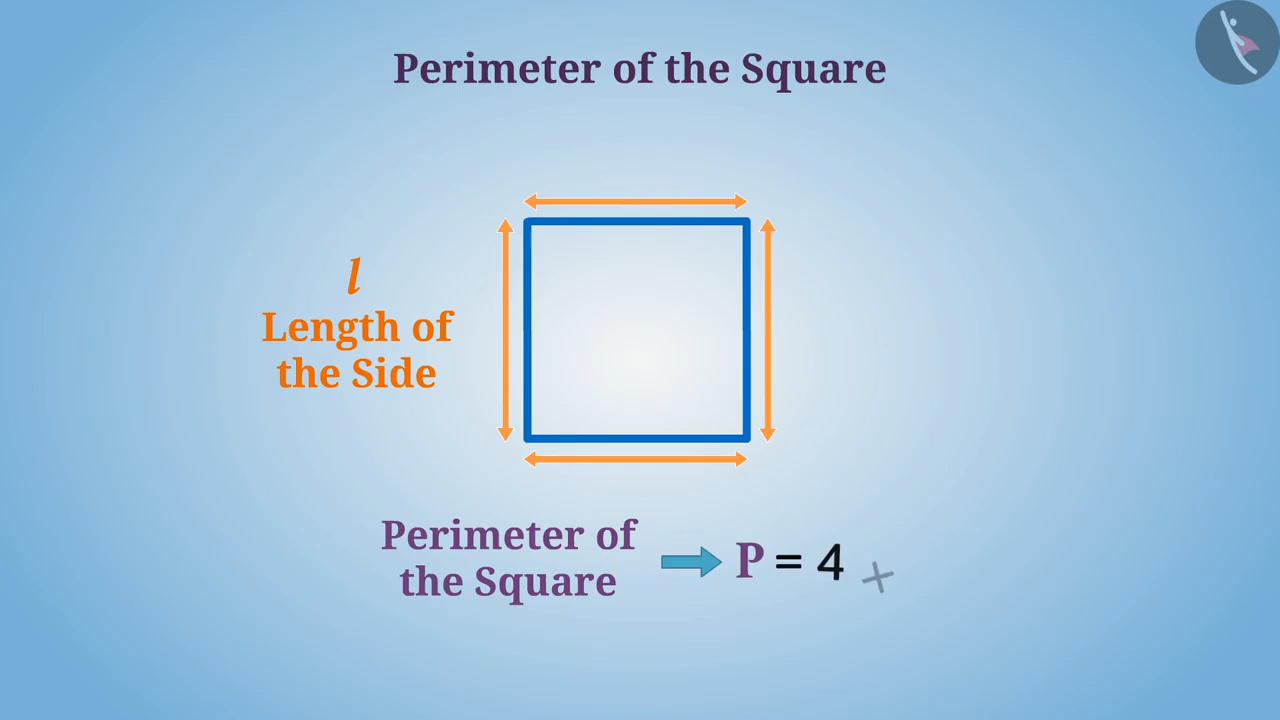 Perimeter of the Square
l
Length of
the Side
Perimeter of
the Square
P = 4 ×